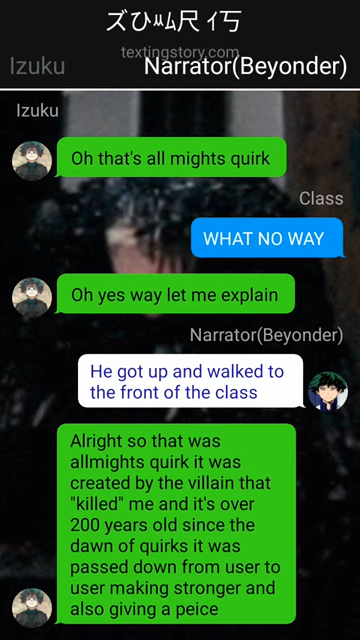 ズひﾶﾑ尺 ｲ丂
textingstory.com
Izuku
Narrator(Beyonder)
Izuku
Oh that's all mights quirk
Class
WHAT NO WAY
Oh yes way let me explain
Narrator(Beyonder)
He got up and walked to
the front of the class
Alright so that was
allmights quirk it was
created by the villain that
"killed" me and it's over
200 years old since the
dawn of quirks it was
passed down from user to
user making stronger and
also giving a peice